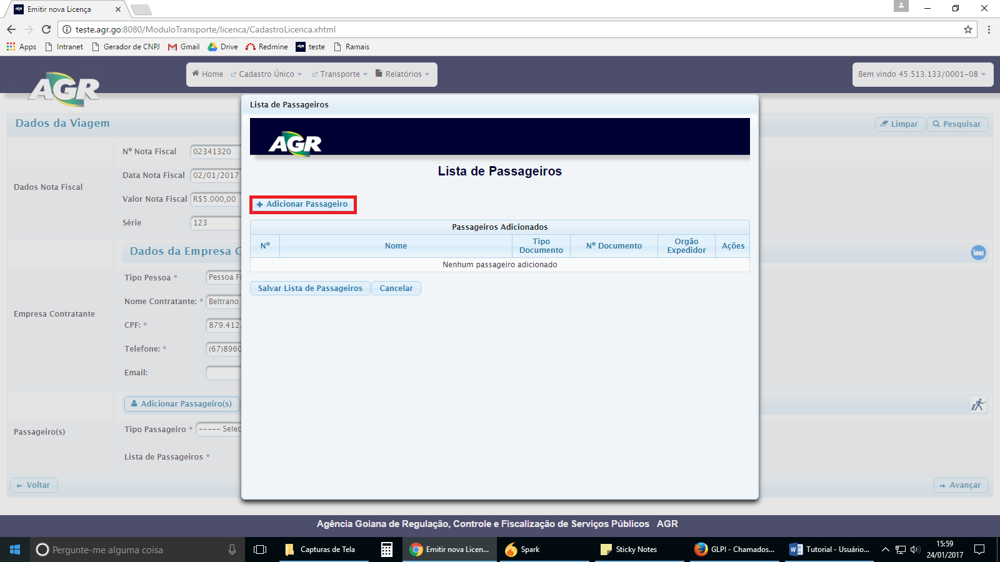 Emitir nova Licença
teste.agr.go:8080/ModuloTransporte/licenca/CadastroLicenca.xhtml
Apps Intranet Gerador de CNPJ Gmail Drive Redmine teste Ramais
AGR
Home Cadastro Único Transporte Relatórios
Bem vindo 45.513.133/0001-08
Dados da Viagem
Limpar Pesquisar
Dados Nota Fiscal
Nº Nota Fiscal 02341320
Data Nota Fiscal 02/01/2017
Valor Nota Fiscal R$5.000,00
Série 123
Empresa Contratante
Dados da Empresa C
Tipo Pessoa * Pessoa Fi
Nome Contratante: * Beltrano
CPF: * 879.412.
Telefone: * (67)8960
Email:
Passageiro(s)
Adicionar Passageiro(s)
Tipo Passageiro * ----- Selec
Lista de Passageiros *
← Voltar
→ Avançar
Lista de Passageiros
AGR
Lista de Passageiros
+ Adicionar Passageiro
Passageiros Adicionados
Nº Nome Tipo Documento Nº Documento Orgão Expedidor Ações
Nenhum passageiro adicionado
Salvar Lista de Passageiros Cancelar
Agência Goiana de Regulação, Controle e Fiscalização de Serviços Públicos AGR
Pergunte-me alguma coisa
Capturas de Tela
Emitir nova Licen...
Spark
Sticky Notes
GLPI - Chamados...
Tutorial - Usuário...
15:59
24/01/2017